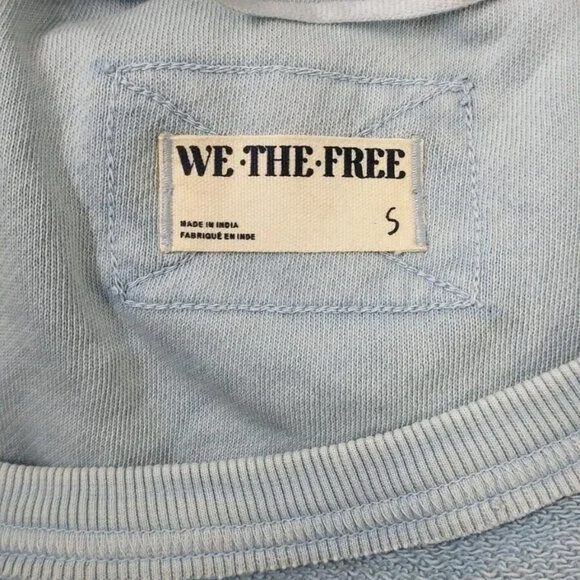 WE·THE·FREE
MADE IN INDIA
FABRIQUÉ EN INDE
S